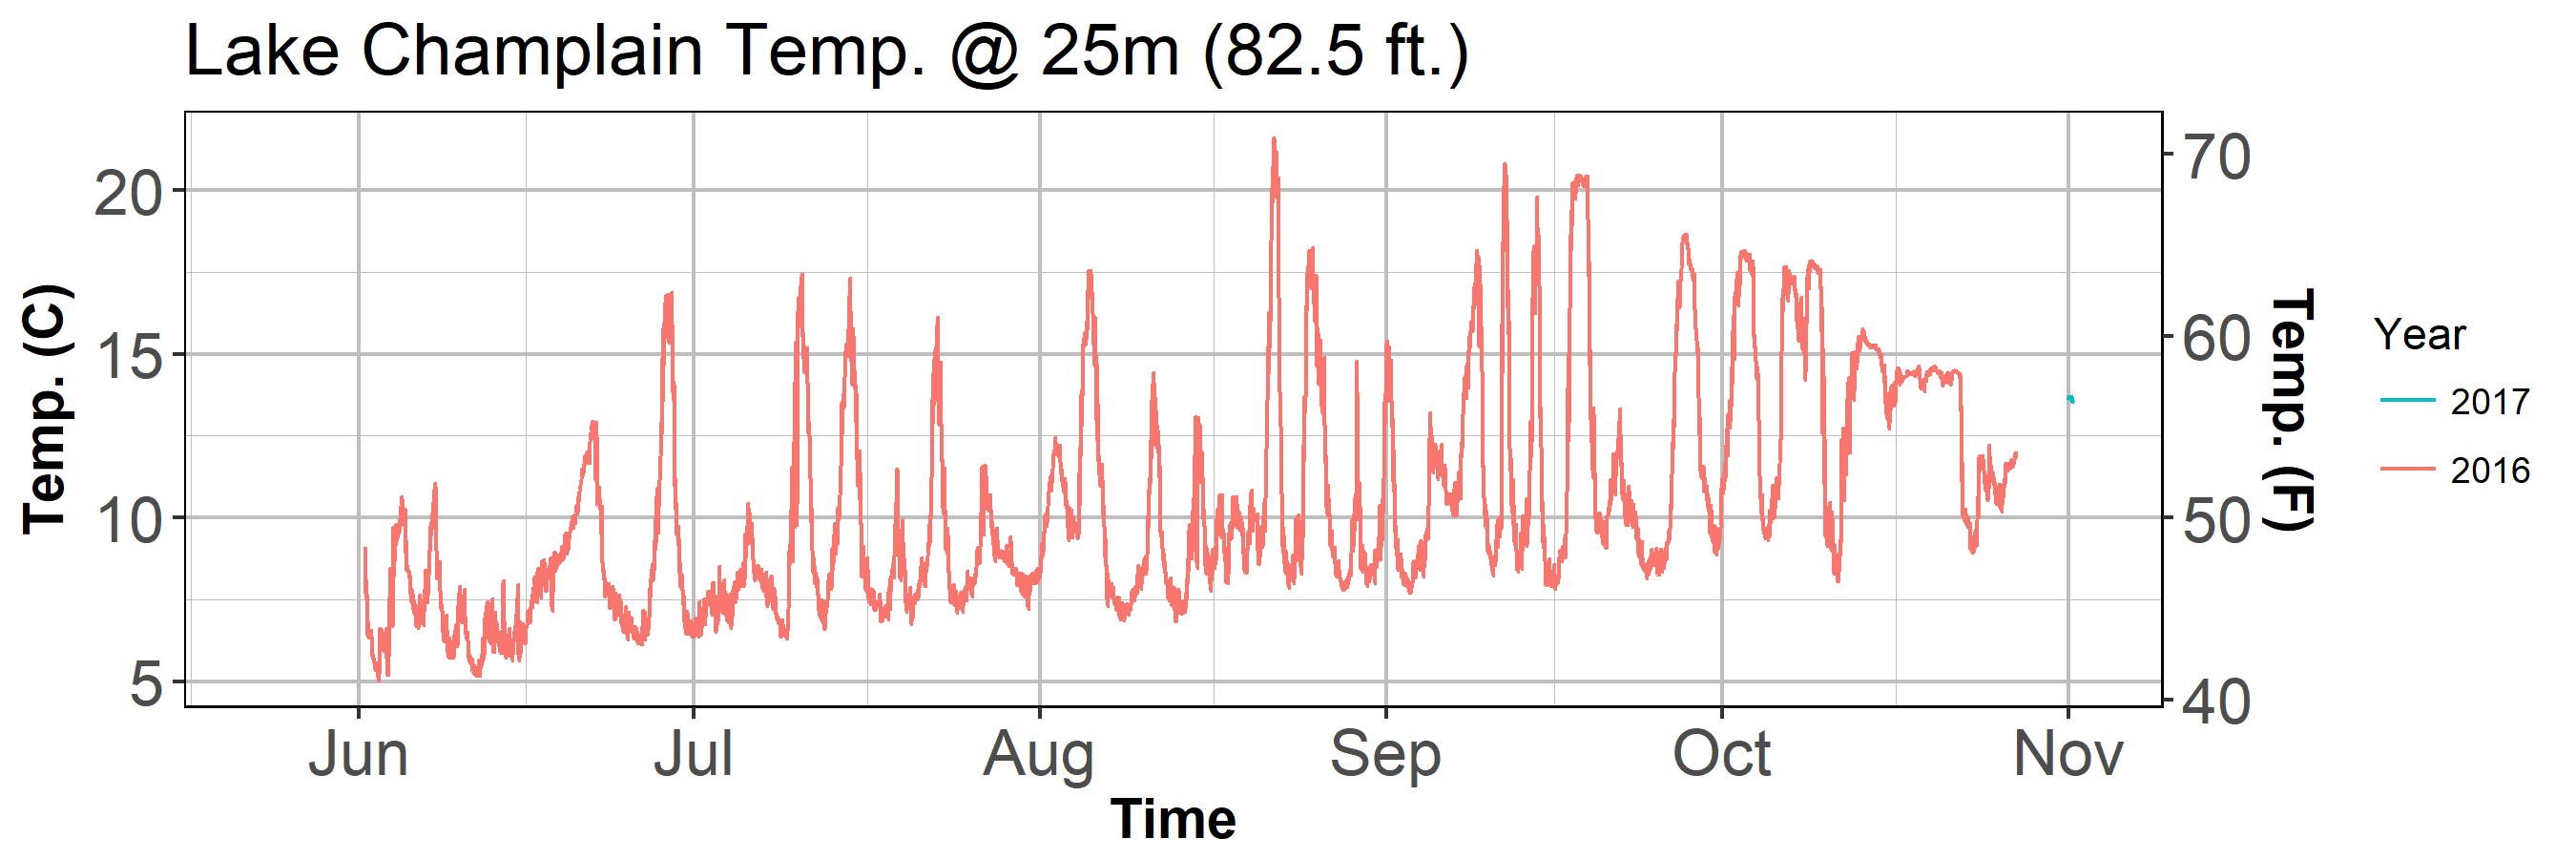 Lake Champlain Temp. @ 25m (82.5 ft.)
Temp. (C)
20
15
10
5
70
60
50
40
Temp. (F)
Jun Jul Aug Sep Oct Nov
Time
Year
2017
2016